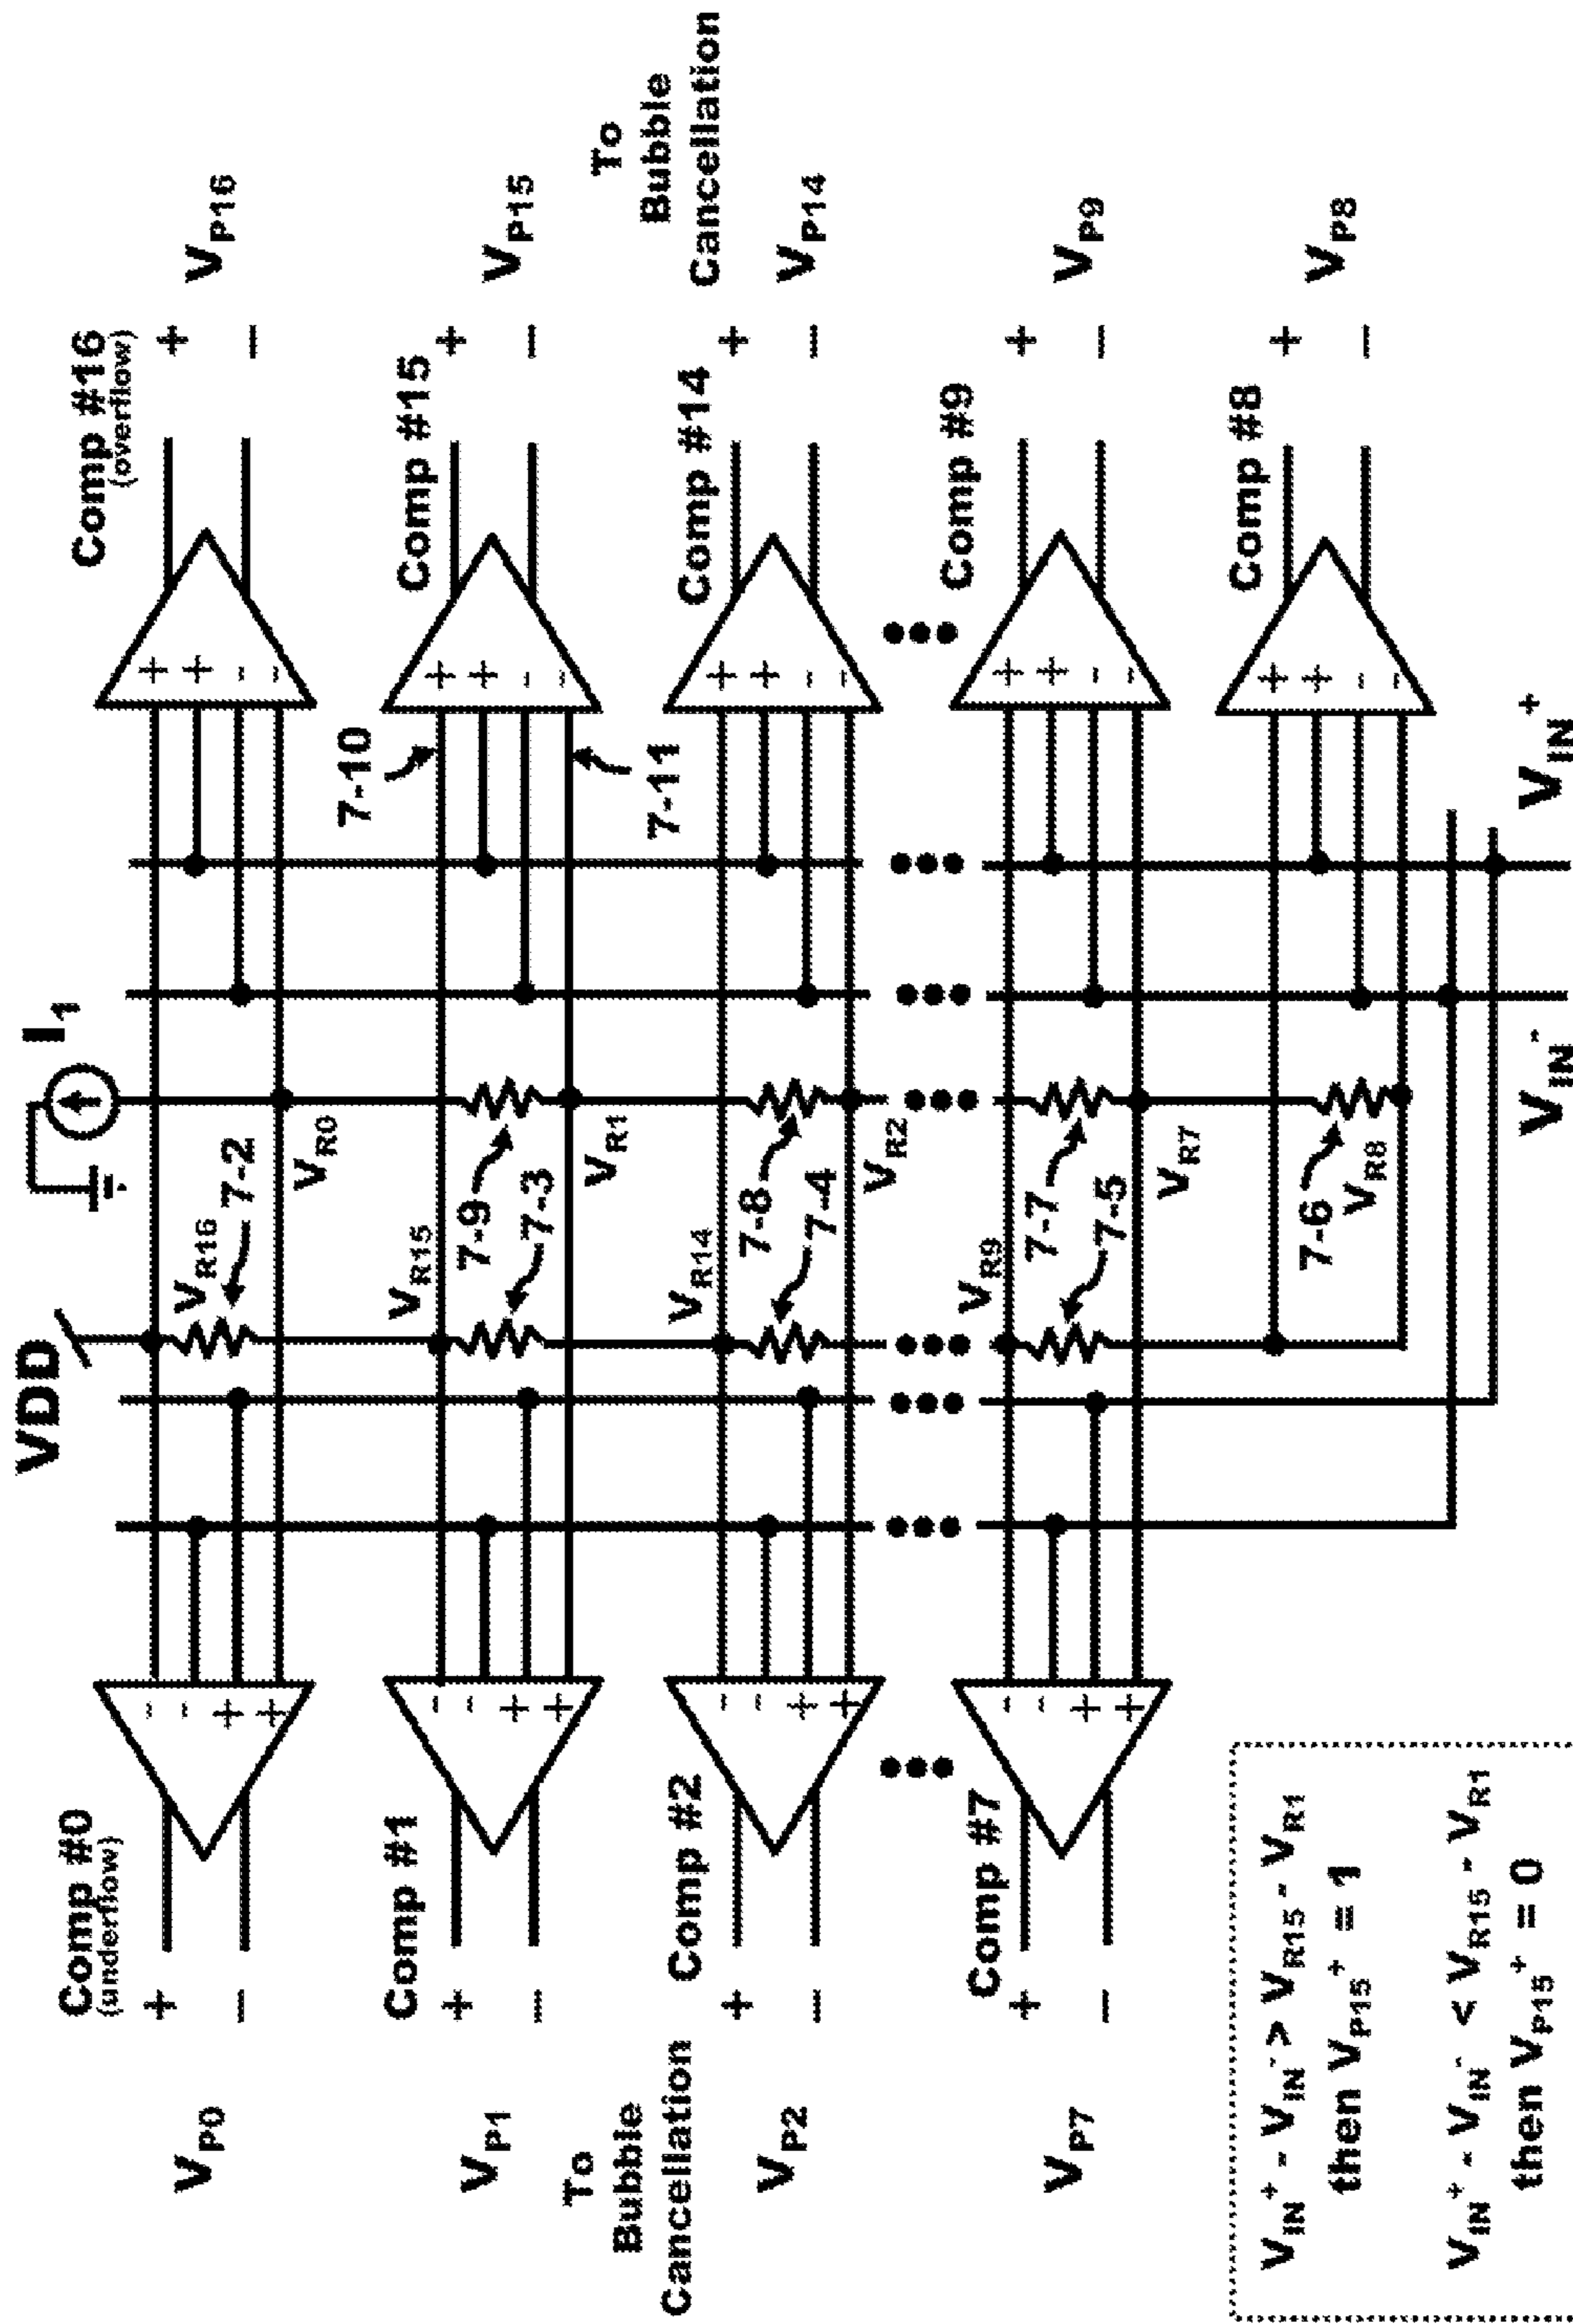 VDD
I1
Comp #0
(underflow)
Comp #16
(overflow)
+
−
VP0
VR16
7-2
VR0
+
−
VP16
Comp #1
Comp #15
+
−
VP1
VR15
7-9
7-3
VR1
7-10
7-11
+
−
VP15
To
Bubble
Cancellation
To
Bubble
Cancellation
Comp #2
Comp #14
+
−
VP2
VR14
7-8
7-4
VR2
+
−
VP14
Comp #7
Comp #9
+
−
VP7
VR9
7-7
7-5
VR7
+
−
VP9
Comp #8
7-6
VR8
+
−
VP8
VIN-
VIN+
VIN+ - VIN- > VR15 - VR1
then VP15+ = 1
VIN+ - VIN- < VR15 - VR1
then VP15+ = 0